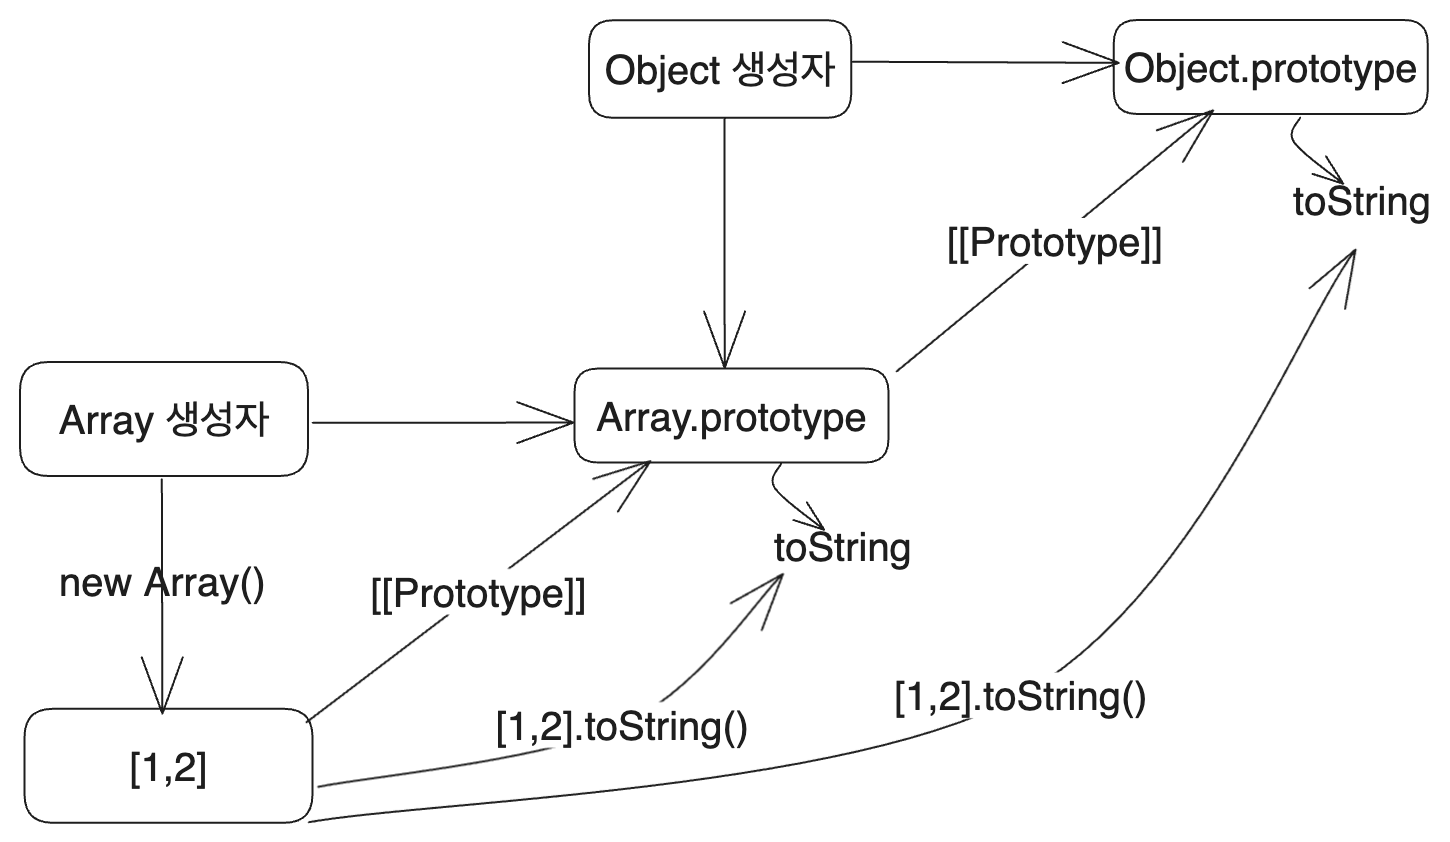 Object 생성자
Object.prototype
toString
[[Prototype]]
Array 생성자
Array.prototype
toString
new Array()
[[Prototype]]
[1,2].toString()
[1,2].toString()
[1,2]